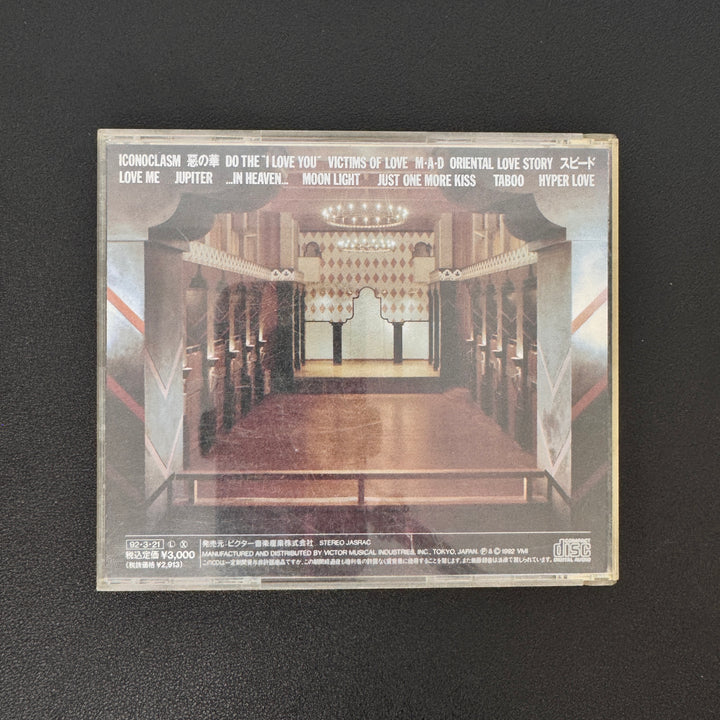 ICONOCLASM 惡の華 DO THE "I LOVE YOU" VICTIMS OF LOVE M・A・D ORIENTAL LOVE STORY スピード
LOVE ME JUPITER ...IN HEAVEN... MOON LIGHT JUST ONE MORE KISS TABOO HYPER LOVE
92・3・21 Ⓛ Ⓧ
税込定価¥3,000
(税抜価格¥2,913)
発売元:ビクター音楽産業株式会社 STEREO JASRAC
MANUFACTURED AND DISTRIBUTED BY VICTOR MUSICAL INDUSTRIES, INC., TOKYO, JAPAN. Ⓟ & © 1992 VMI
COMPACT
disc
DIGITAL AUDIO